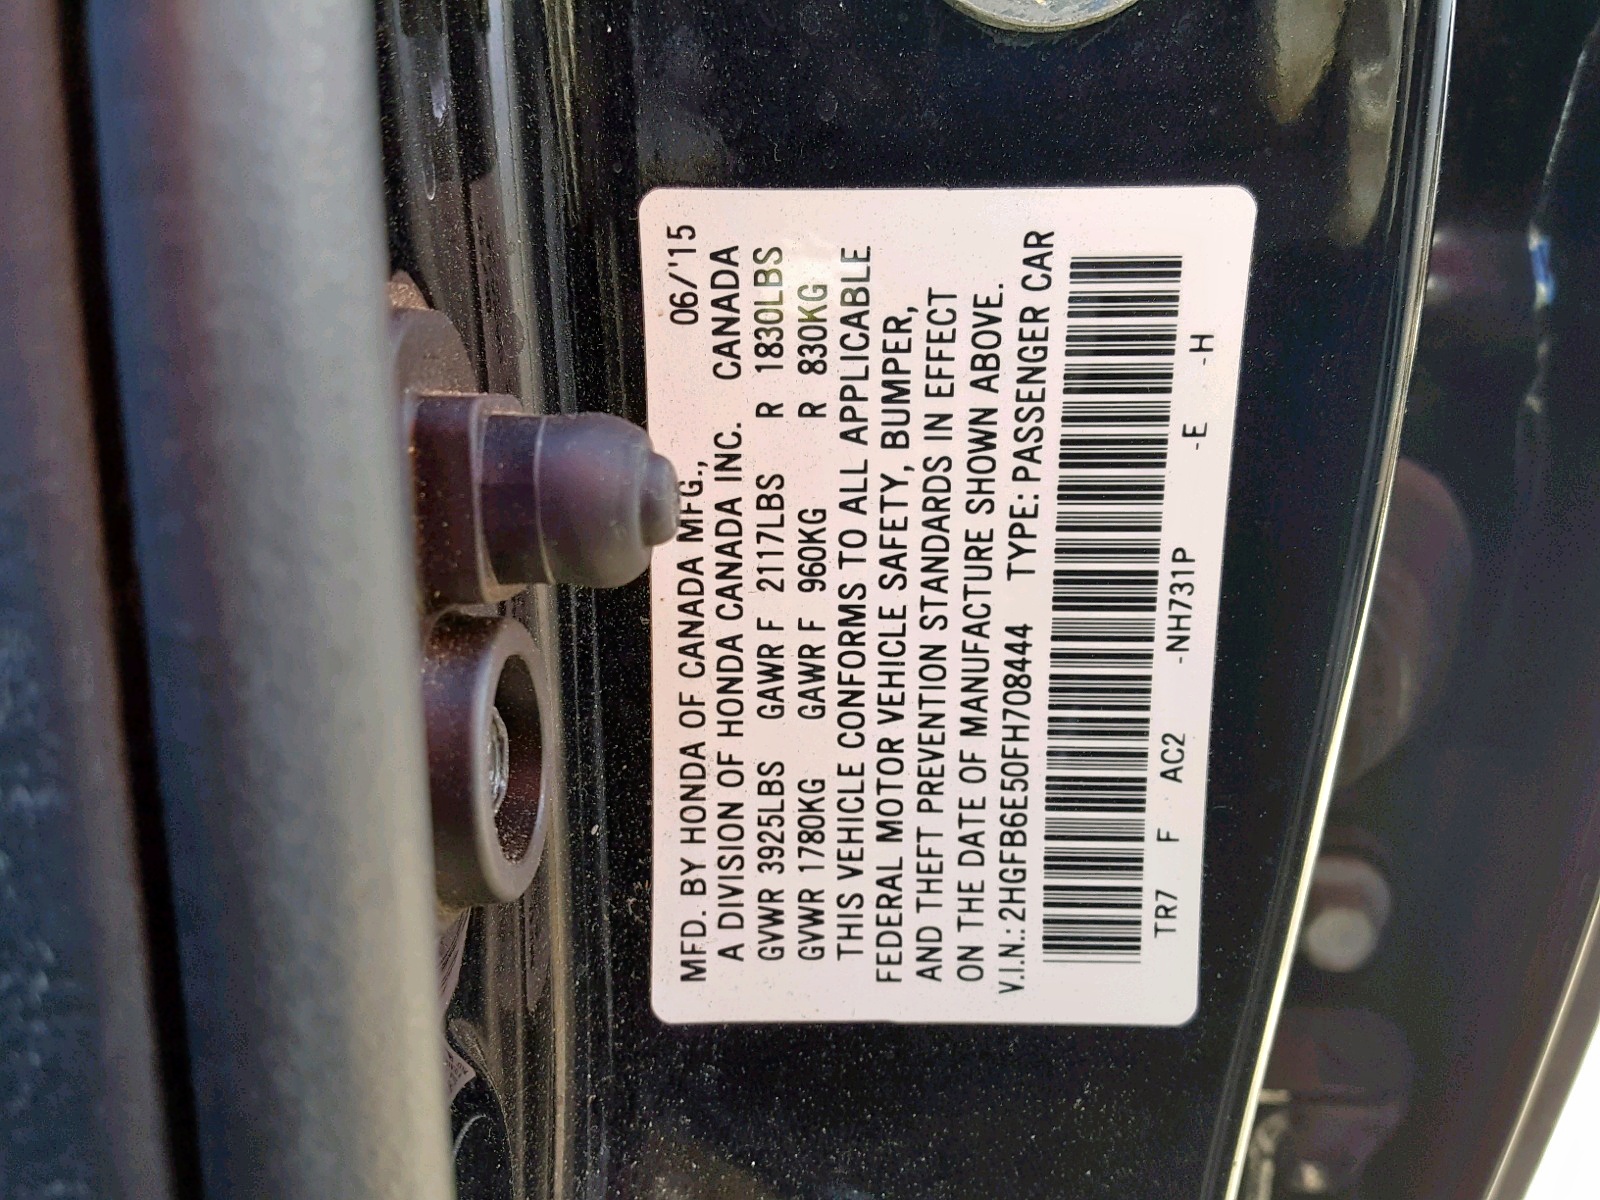 06/'15
MFD. BY HONDA OF CANADA MFG.,
A DIVISION OF HONDA CANADA INC. CANADA
GVWR 3925LBS GAWR F 2117LBS R 1830LBS
GVWR 1780KG GAWR F 960KG R 830KG
THIS VEHICLE CONFORMS TO ALL APPLICABLE
FEDERAL MOTOR VEHICLE SAFETY, BUMPER,
AND THEFT PREVENTION STANDARDS IN EFFECT
ON THE DATE OF MANUFACTURE SHOWN ABOVE.
V.I.N.: 2HGFB6E50FH708444 TYPE: PASSENGER CAR
TR7 F AC2 -NH731P -E -H